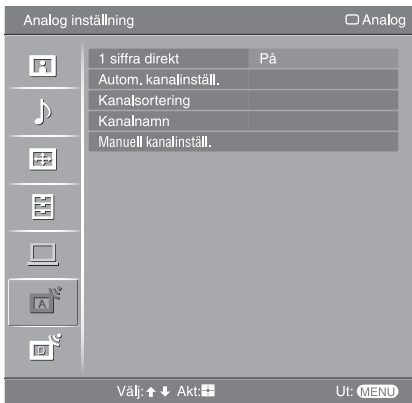 Analog inställning Analog
1 siffra direkt På
Autom. kanalinställ.
Kanalsortering
Kanalnamn
Manuell kanalinställ.
A
D
Välj: Akt: Ut: MENU